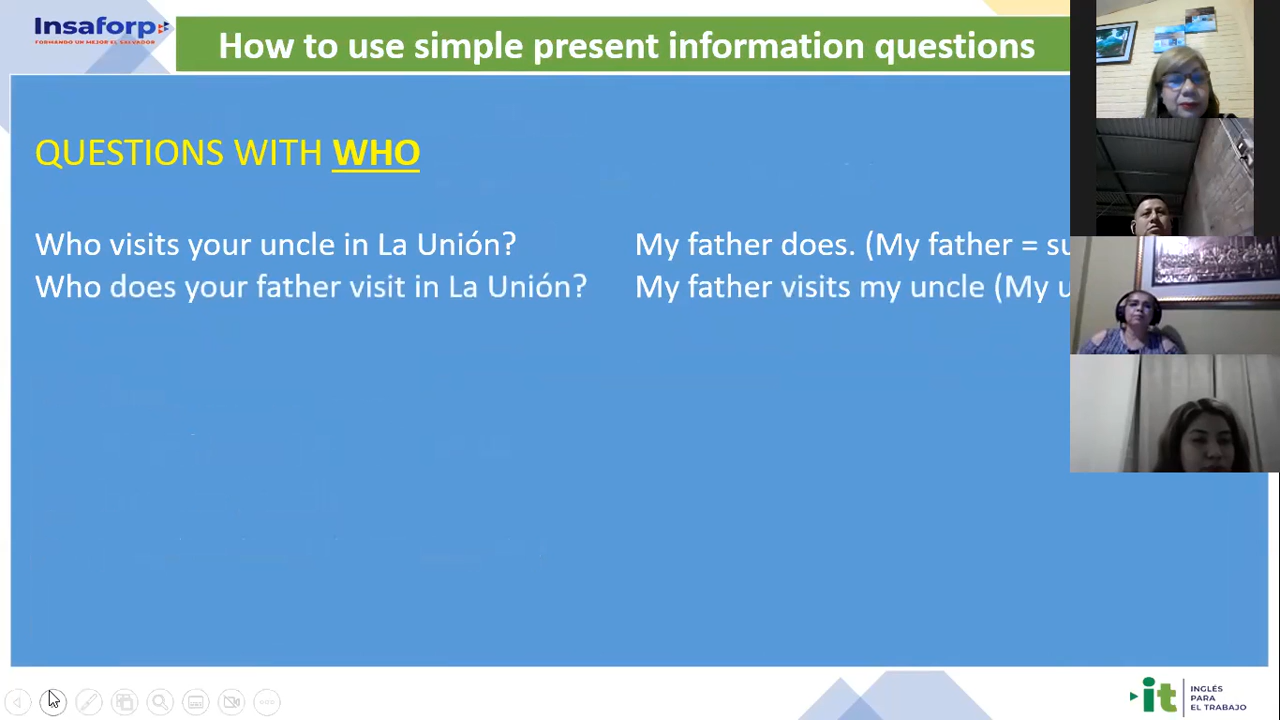 Insaforp
FORMANDO UN MEJOR EL SALVADOR
How to use simple present information questions
QUESTIONS WITH WHO
Who visits your uncle in La Unión? My father does. (My father = su
Who does your father visit in La Unión? My father visits my uncle (My u
it INGLÉS
PARA
EL TRABAJO